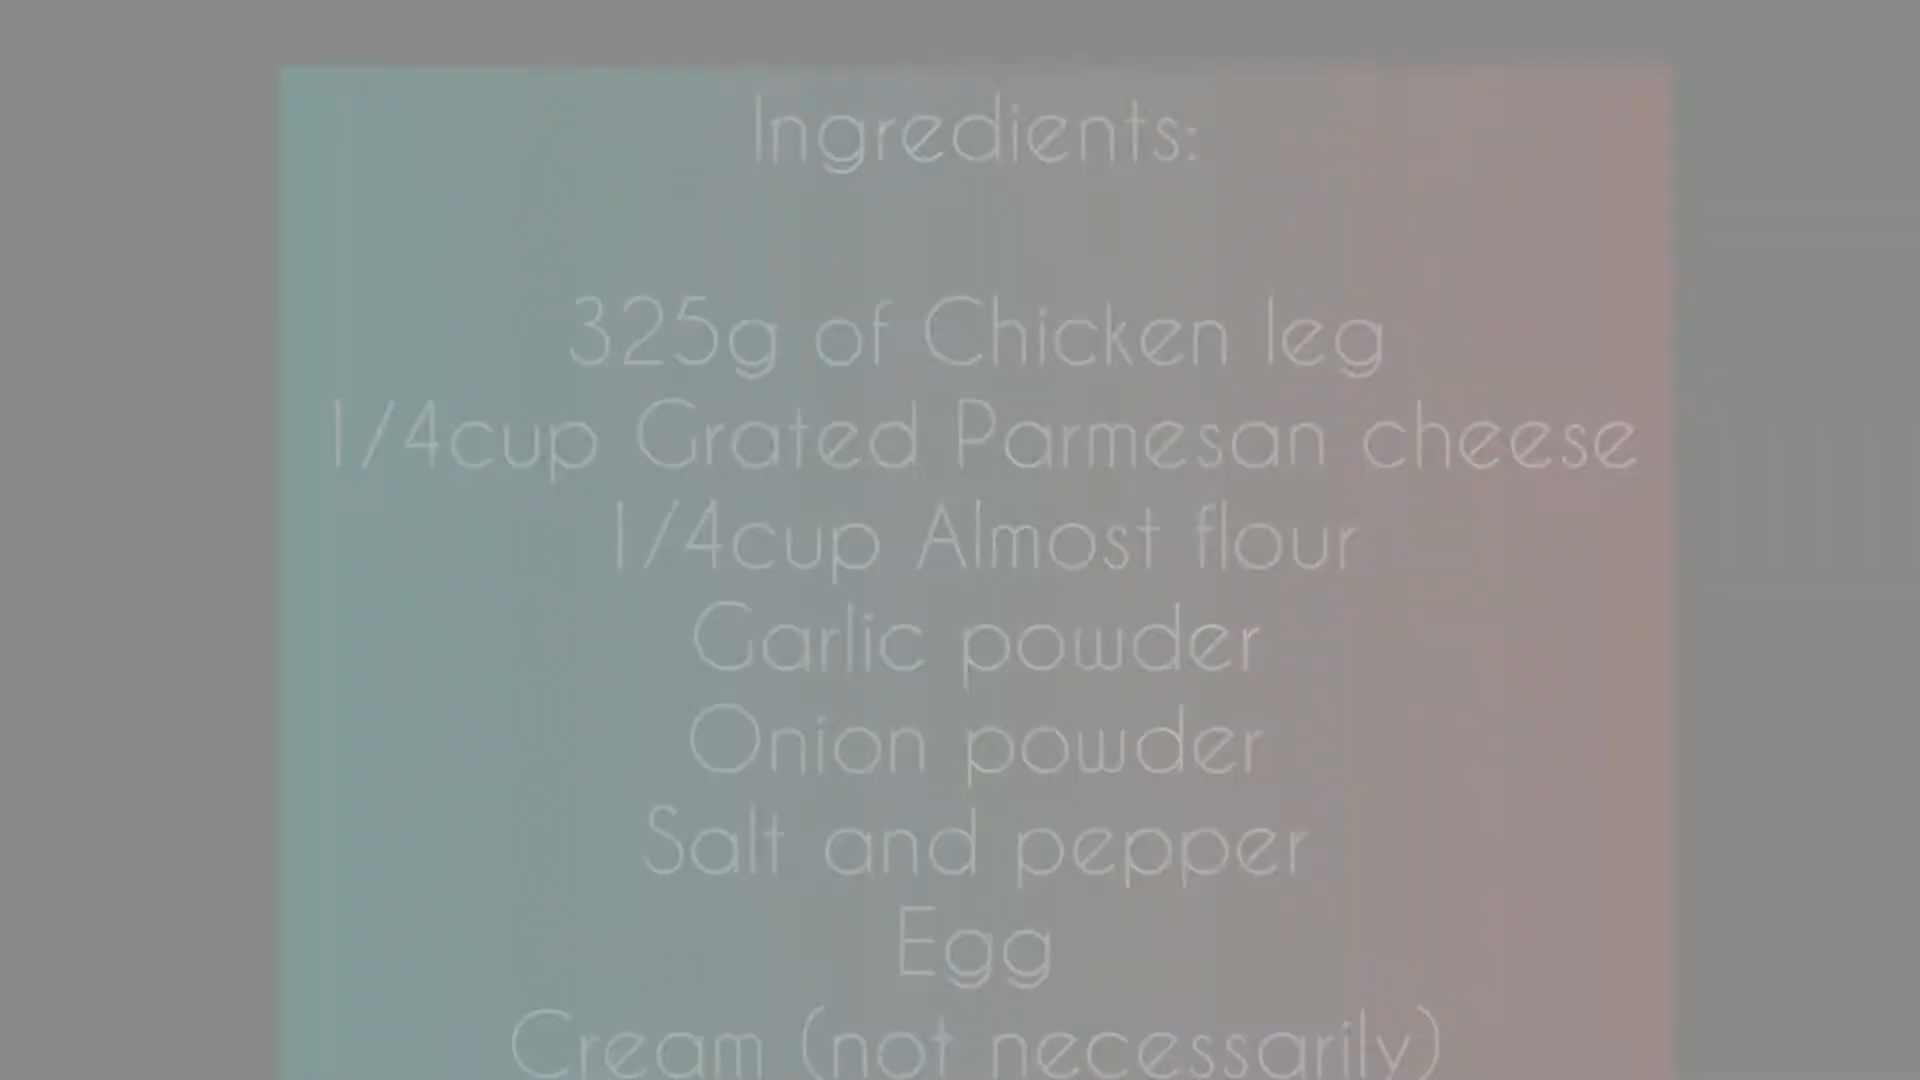 Ingredients:
325g of Chicken leg
1/4cup Grated Parmesan cheese
1/4cup Almost flour
Garlic powder
Onion powder
Salt and pepper
Egg
Cream (not necessarily)